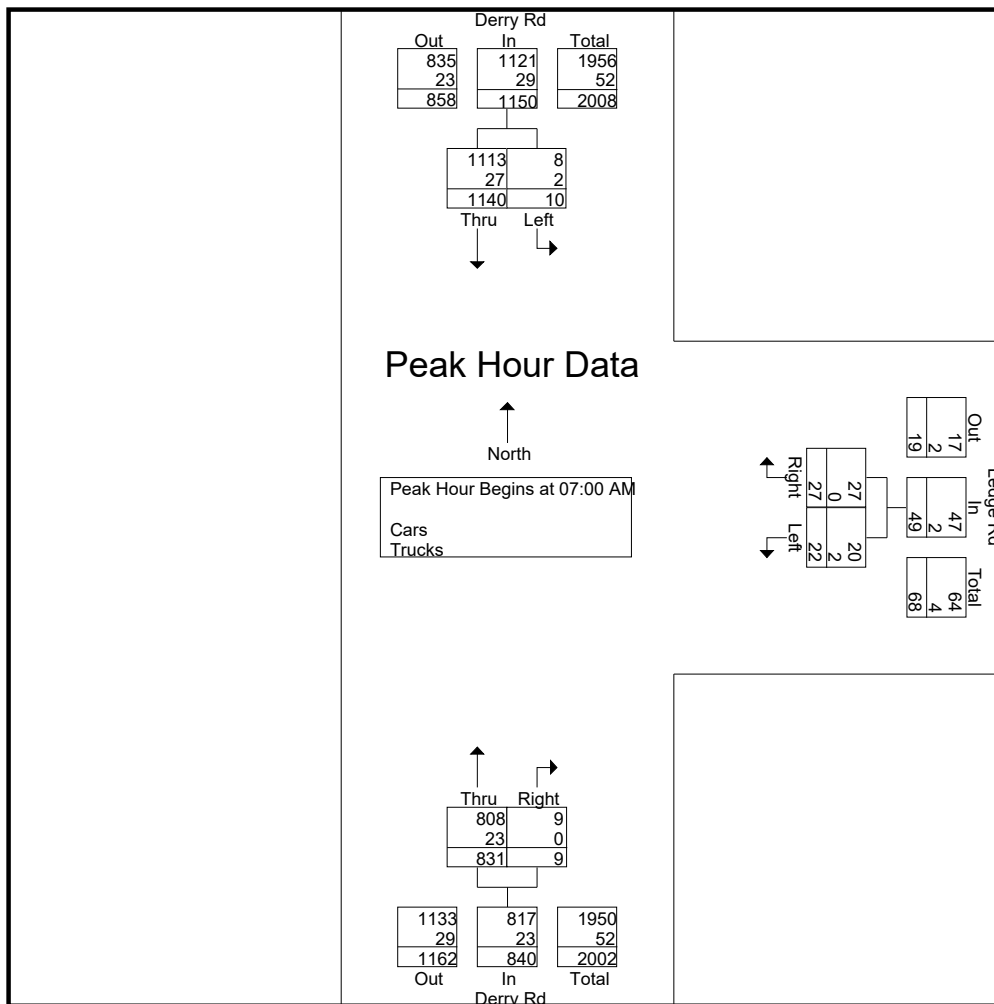 Derry Rd
Out In Total
835 1121 1956
23 29 52
858 1150 2008
1113 8
27 2
1140 10
Thru Left
Peak Hour Data
North
Peak Hour Begins at 07:00 AM
Cars
Trucks
Right Left
27 20
0 2
27 22
Ledge Rd
Out In Total
17 47 64
2 2 4
19 49 68
Thru Right
808 9
23 0
831 9
1133 817 1950
29 23 52
1162 840 2002
Out In Total
Derry Rd